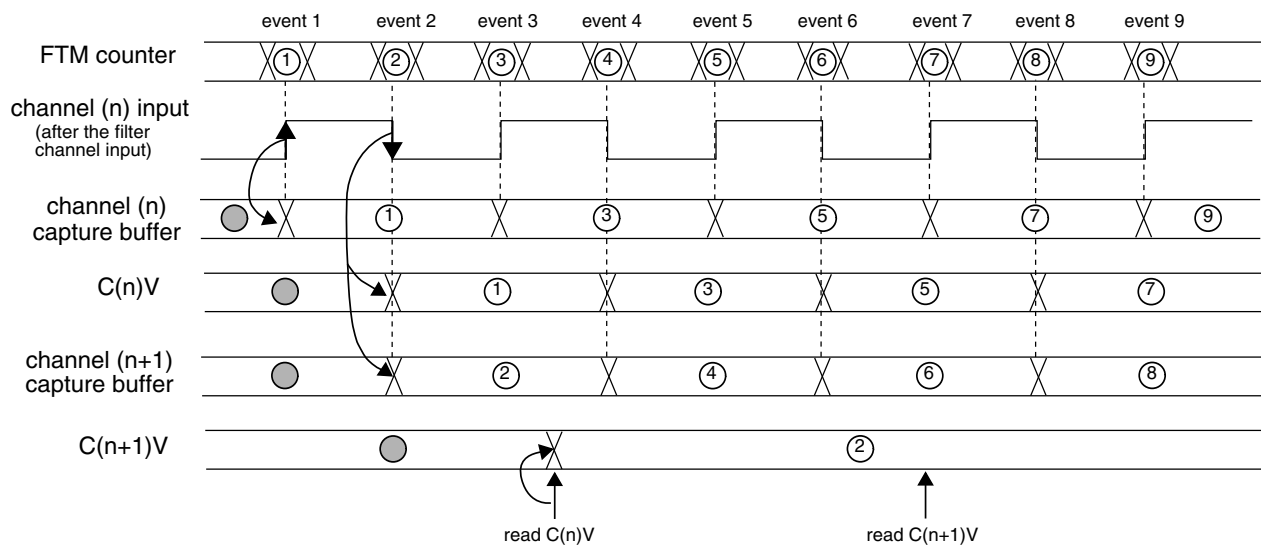 event 1 event 2 event 3 event 4 event 5 event 6 event 7 event 8 event 9
FTM counter 1 2 3 4 5 6 7 8 9
channel (n) input
(after the filter
channel input)
channel (n)
capture buffer 1 3 5 7 9
C(n)V 1 3 5 7
channel (n+1)
capture buffer 2 4 6 8
C(n+1)V 2
read C(n)V read C(n+1)V